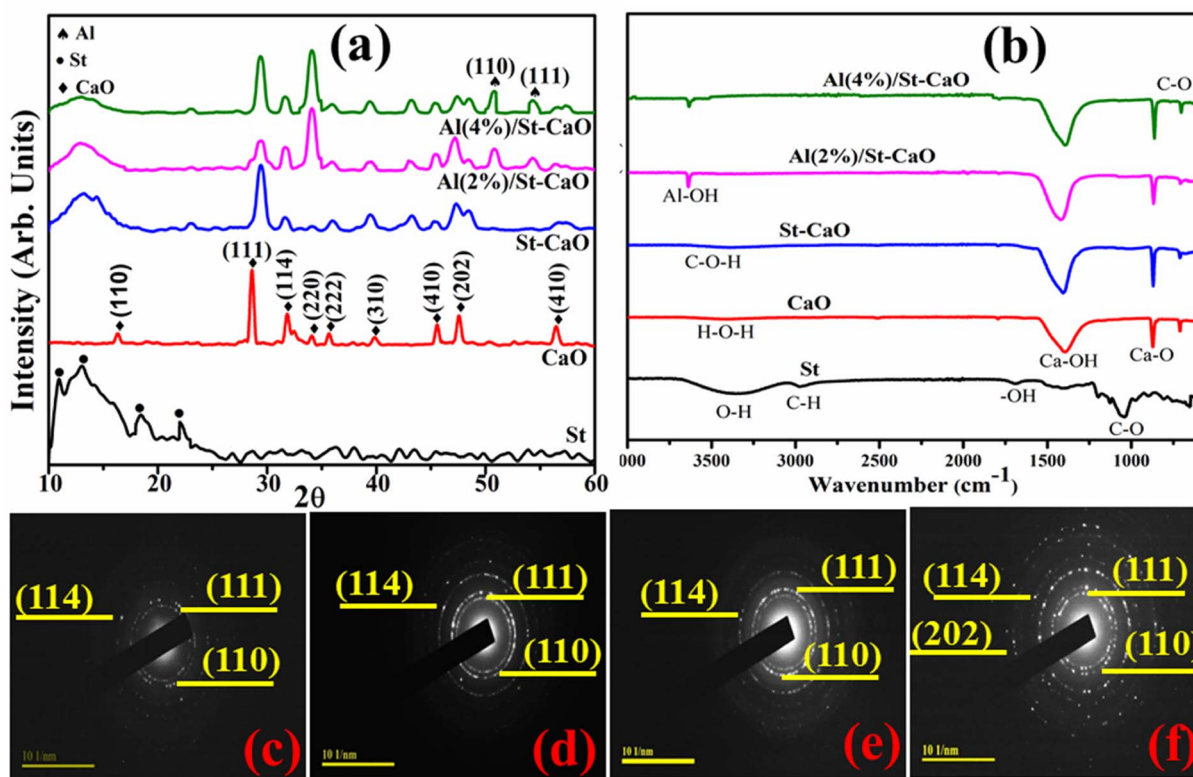 ♠ Al
● St
♦ CaO
(a)
(110)
(111)
Al(4%)/St-CaO
Al(2%)/St-CaO
St-CaO
(110)
(111)
(114)
(220)
(222)
(310)
(410)
(202)
(410)
CaO
St
Intensity (Arb. Units)
10 20 30 40 50 60
2θ
(b)
Al(4%)/St-CaO
C-O
Al(2%)/St-CaO
Al-OH
St-CaO
C-O-H
CaO
H-O-H
Ca-OH
Ca-O
St
O-H
C-H
-OH
C-O
000 3500 3000 2500 2000 1500 1000
Wavenumber (cm-1)
(114)
(111)
(110)
10 1/nm
(c)
(114)
(111)
(110)
10 1/nm
(d)
(114)
(111)
(110)
10 1/nm
(e)
(114)
(111)
(202)
(110)
10 1/nm
(f)